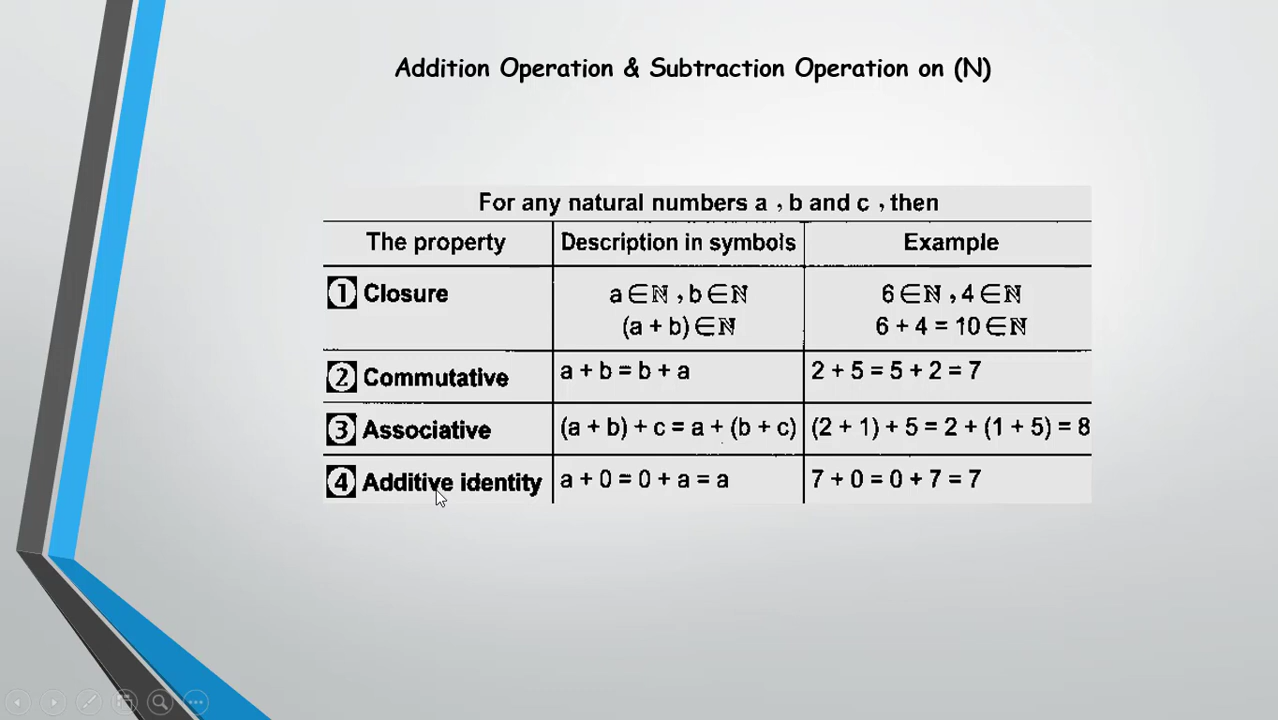 Addition Operation & Subtraction Operation on (N)
For any natural numbers a , b and c , then
The property Description in symbols Example
① Closure a ∈ ℕ , b ∈ ℕ 6 ∈ ℕ , 4 ∈ ℕ
(a + b) ∈ ℕ 6 + 4 = 10 ∈ ℕ
② Commutative a + b = b + a 2 + 5 = 5 + 2 = 7
③ Associative (a + b) + c = a + (b + c) (2 + 1) + 5 = 2 + (1 + 5) = 8
④ Additive identity a + 0 = 0 + a = a 7 + 0 = 0 + 7 = 7